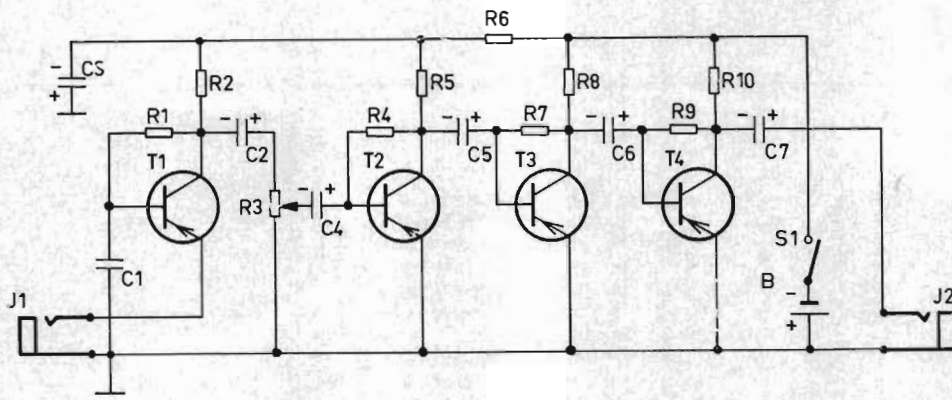 R6
- CS +
R2
R5
R8
R10
R1
- +
C2
R4
- +
C5
R7
- +
C6
R9
- +
C7
T1
T2
T3
T4
R3
- +
C4
S1
C1
B
- +
J1
J2